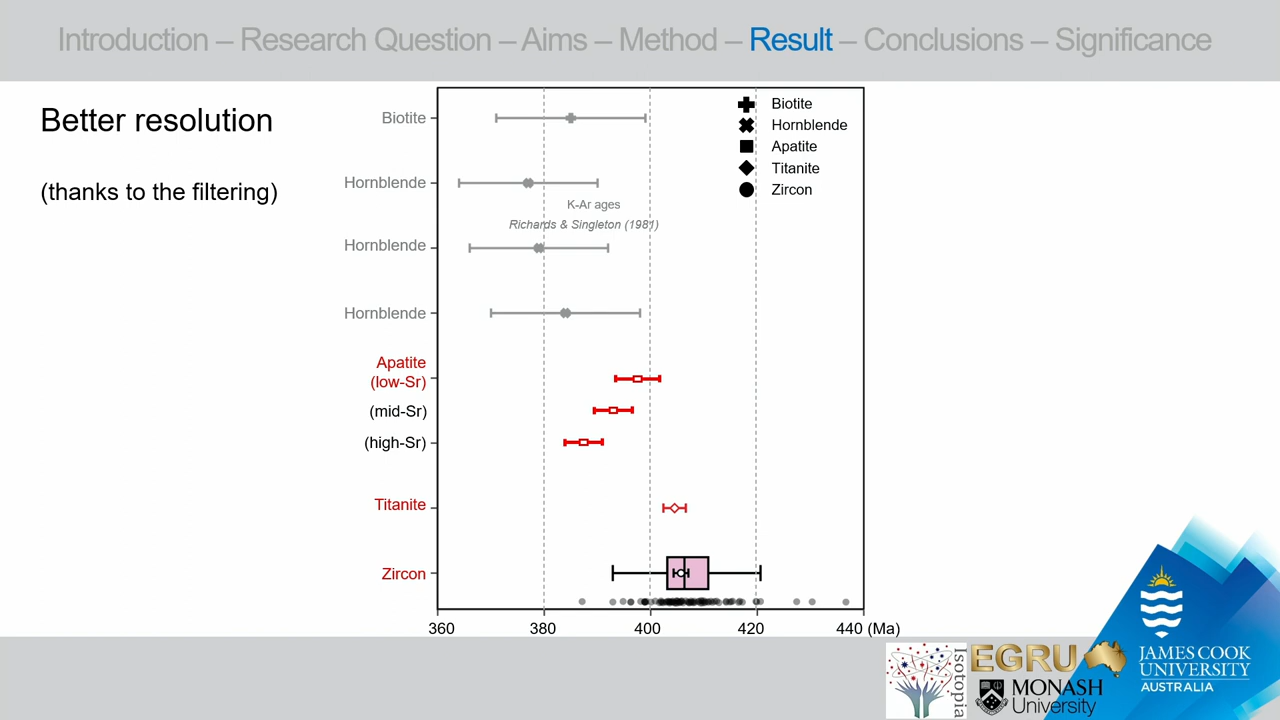 Introduction – Research Question – Aims – Method – Result – Conclusions – Significance
Better resolution
(thanks to the filtering)
Biotite
Hornblende
Hornblende
Hornblende
Apatite
(low-Sr)
(mid-Sr)
(high-Sr)
Titanite
Zircon
K-Ar ages
Richards & Singleton (1981)
Biotite
Hornblende
Apatite
Titanite
Zircon
360 380 400 420 440 (Ma)
Isotopia
EGRU
MONASH
University
JAMES COOK
UNIVERSITY
AUSTRALIA